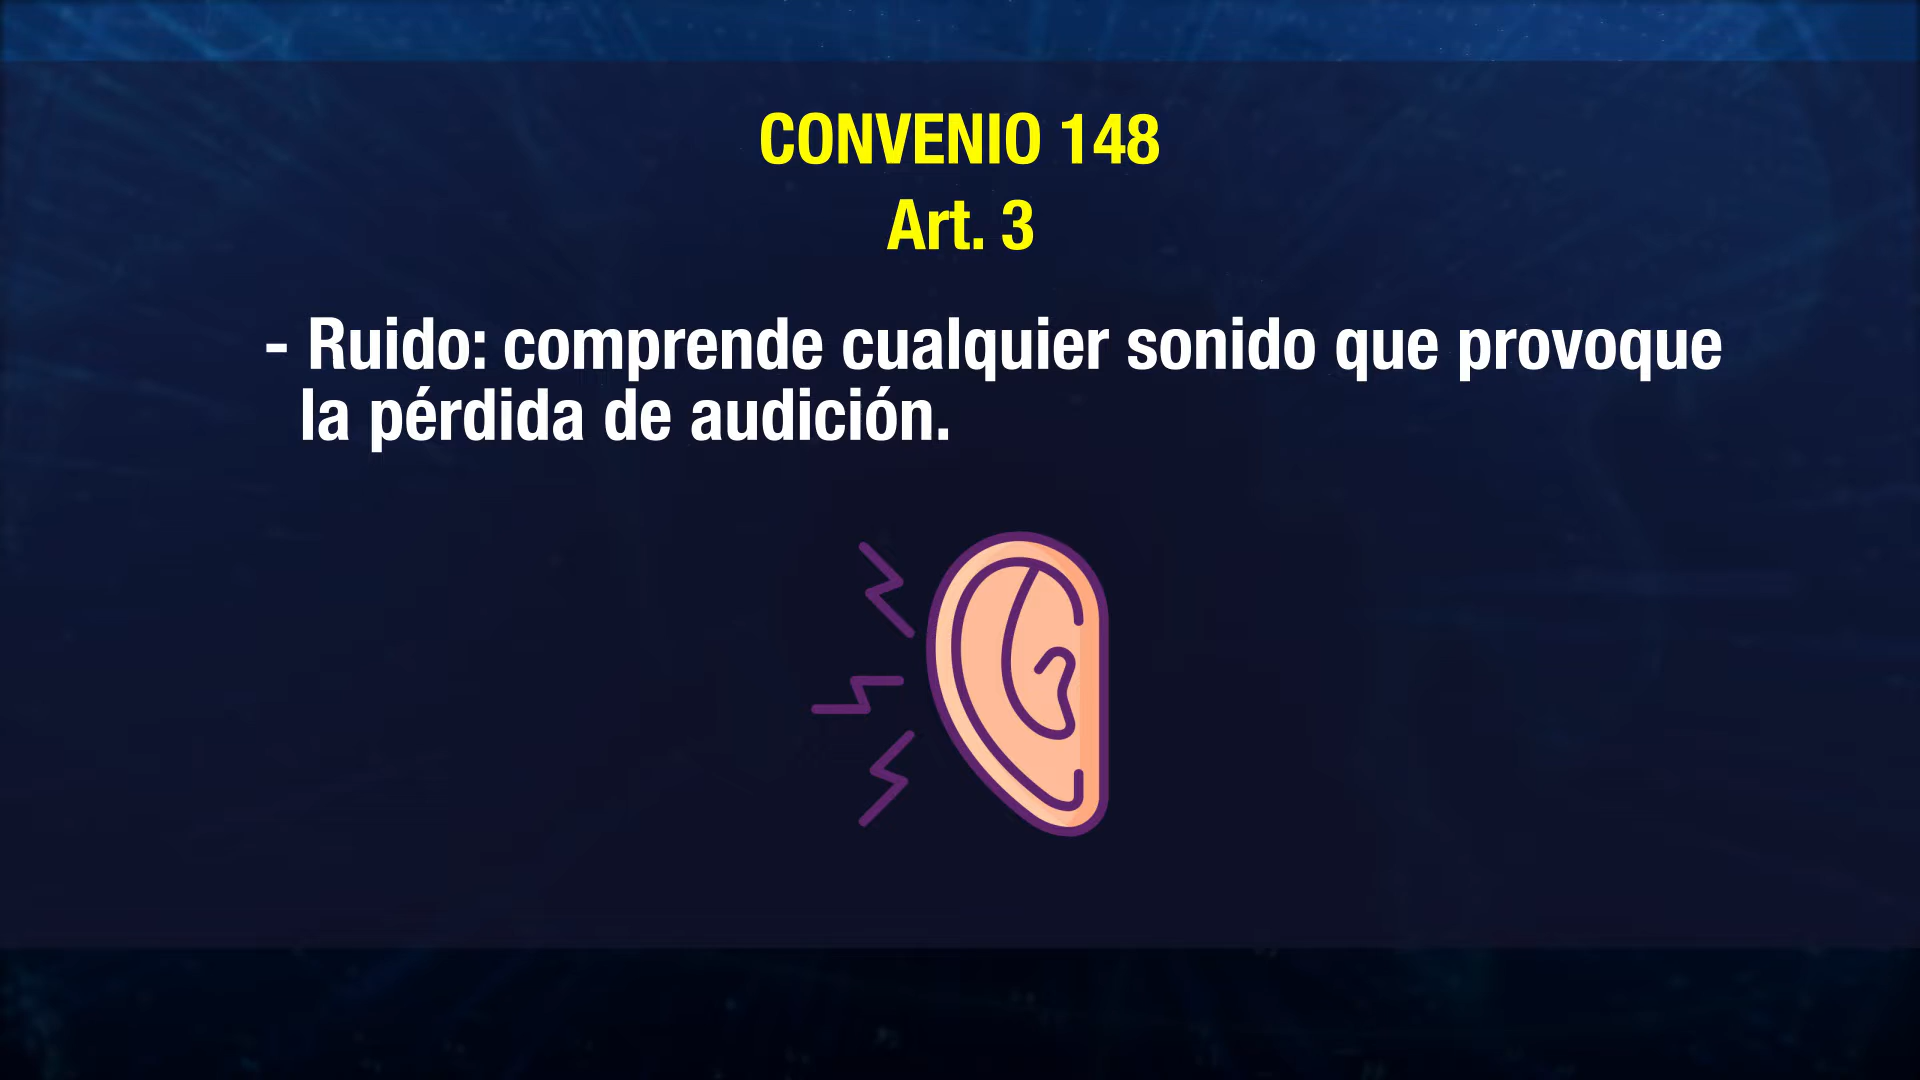 CONVENIO 148
Art. 3
- Ruido: comprende cualquier sonido que provoque
la pérdida de audición.